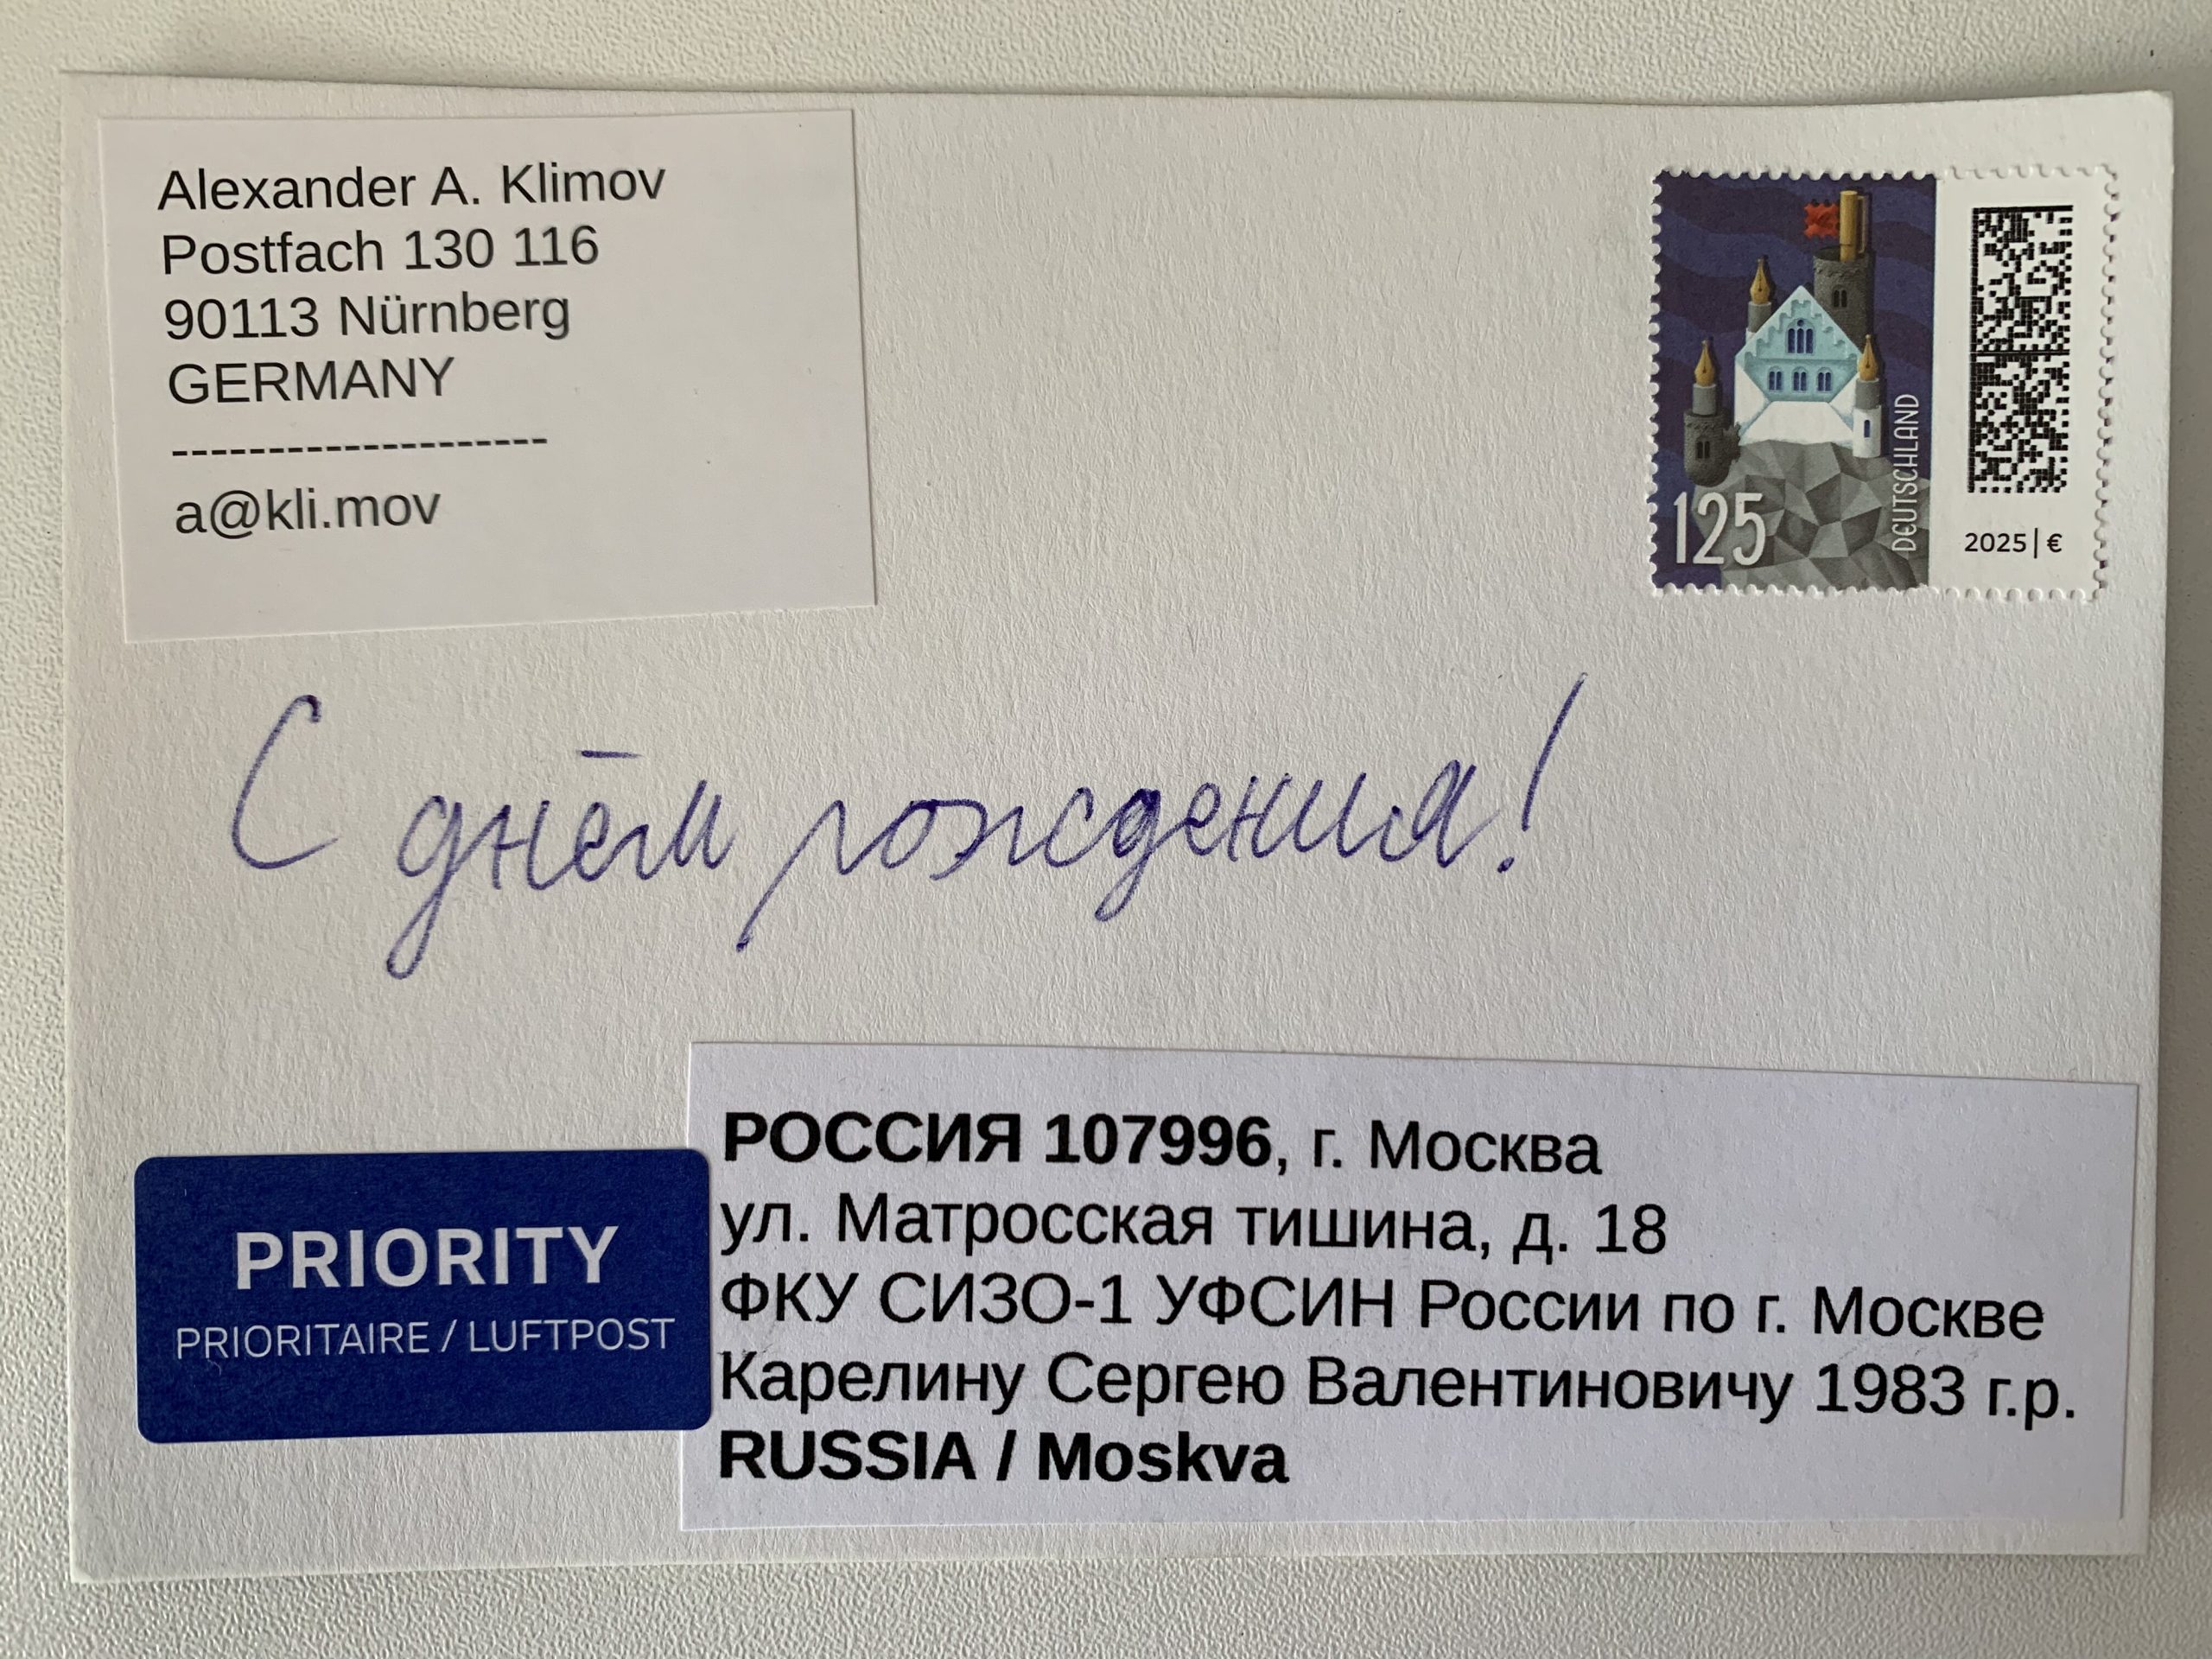 Alexander A. Klimov
Postfach 130 116
90113 Nürnberg
GERMANY
--------------------
a@kli.mov
125
DEUTSCHLAND
2025 | €
С днём рождения!
PRIORITY
PRIORITAIRE / LUFTPOST
РОССИЯ 107996, г. Москва
ул. Матросская тишина, д. 18
ФКУ СИЗО-1 УФСИН России по г. Москве
Карелину Сергею Валентиновичу 1983 г.р.
RUSSIA / Moskva